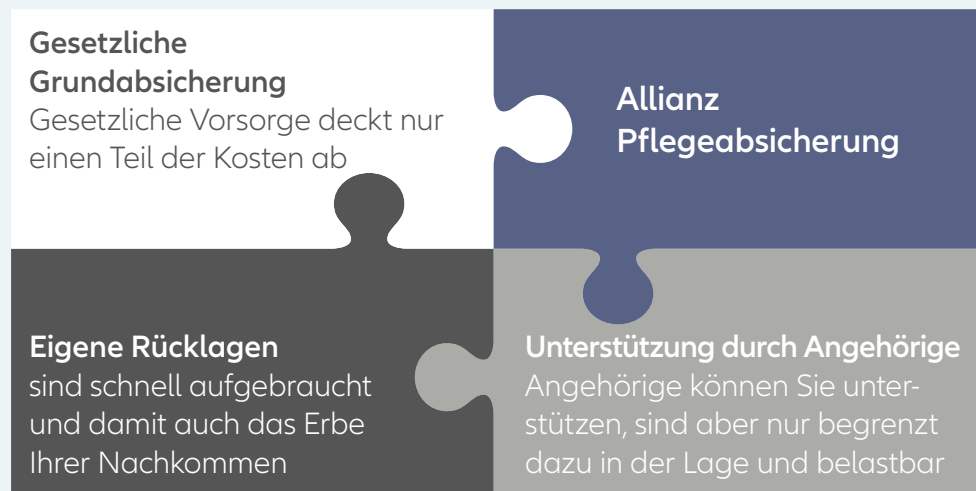 Gesetzliche
Grundabsicherung
Gesetzliche Vorsorge deckt nur
einen Teil der Kosten ab
Allianz
Pflegeabsicherung
Eigene Rücklagen
sind schnell aufgebraucht
und damit auch das Erbe
Ihrer Nachkommen
Unterstützung durch Angehörige
Angehörige können Sie unter-
stützen, sind aber nur begrenzt
dazu in der Lage und belastbar